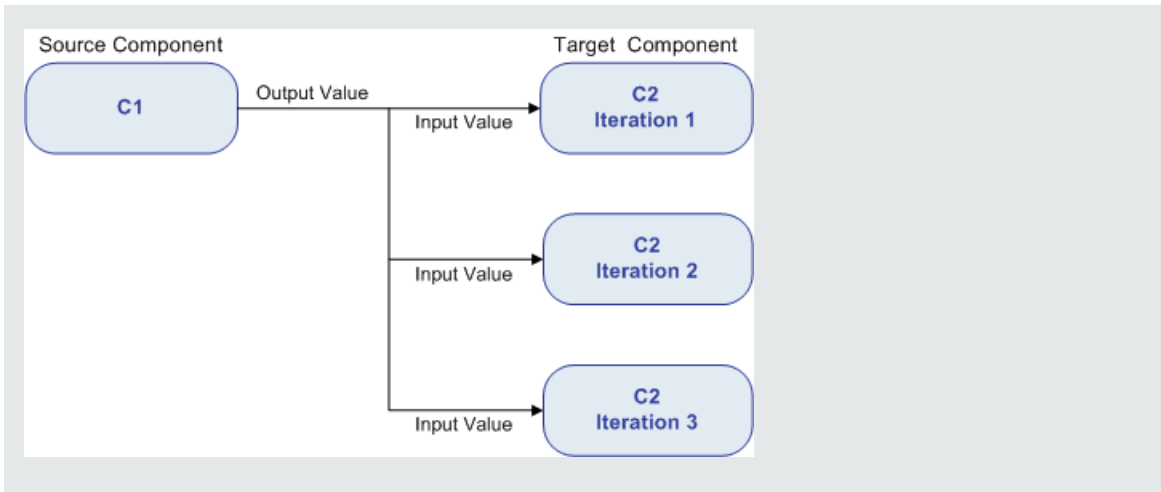 Source Component
Target Component
C1
Output Value
Input Value
C2
Iteration 1
Input Value
C2
Iteration 2
Input Value
C2
Iteration 3